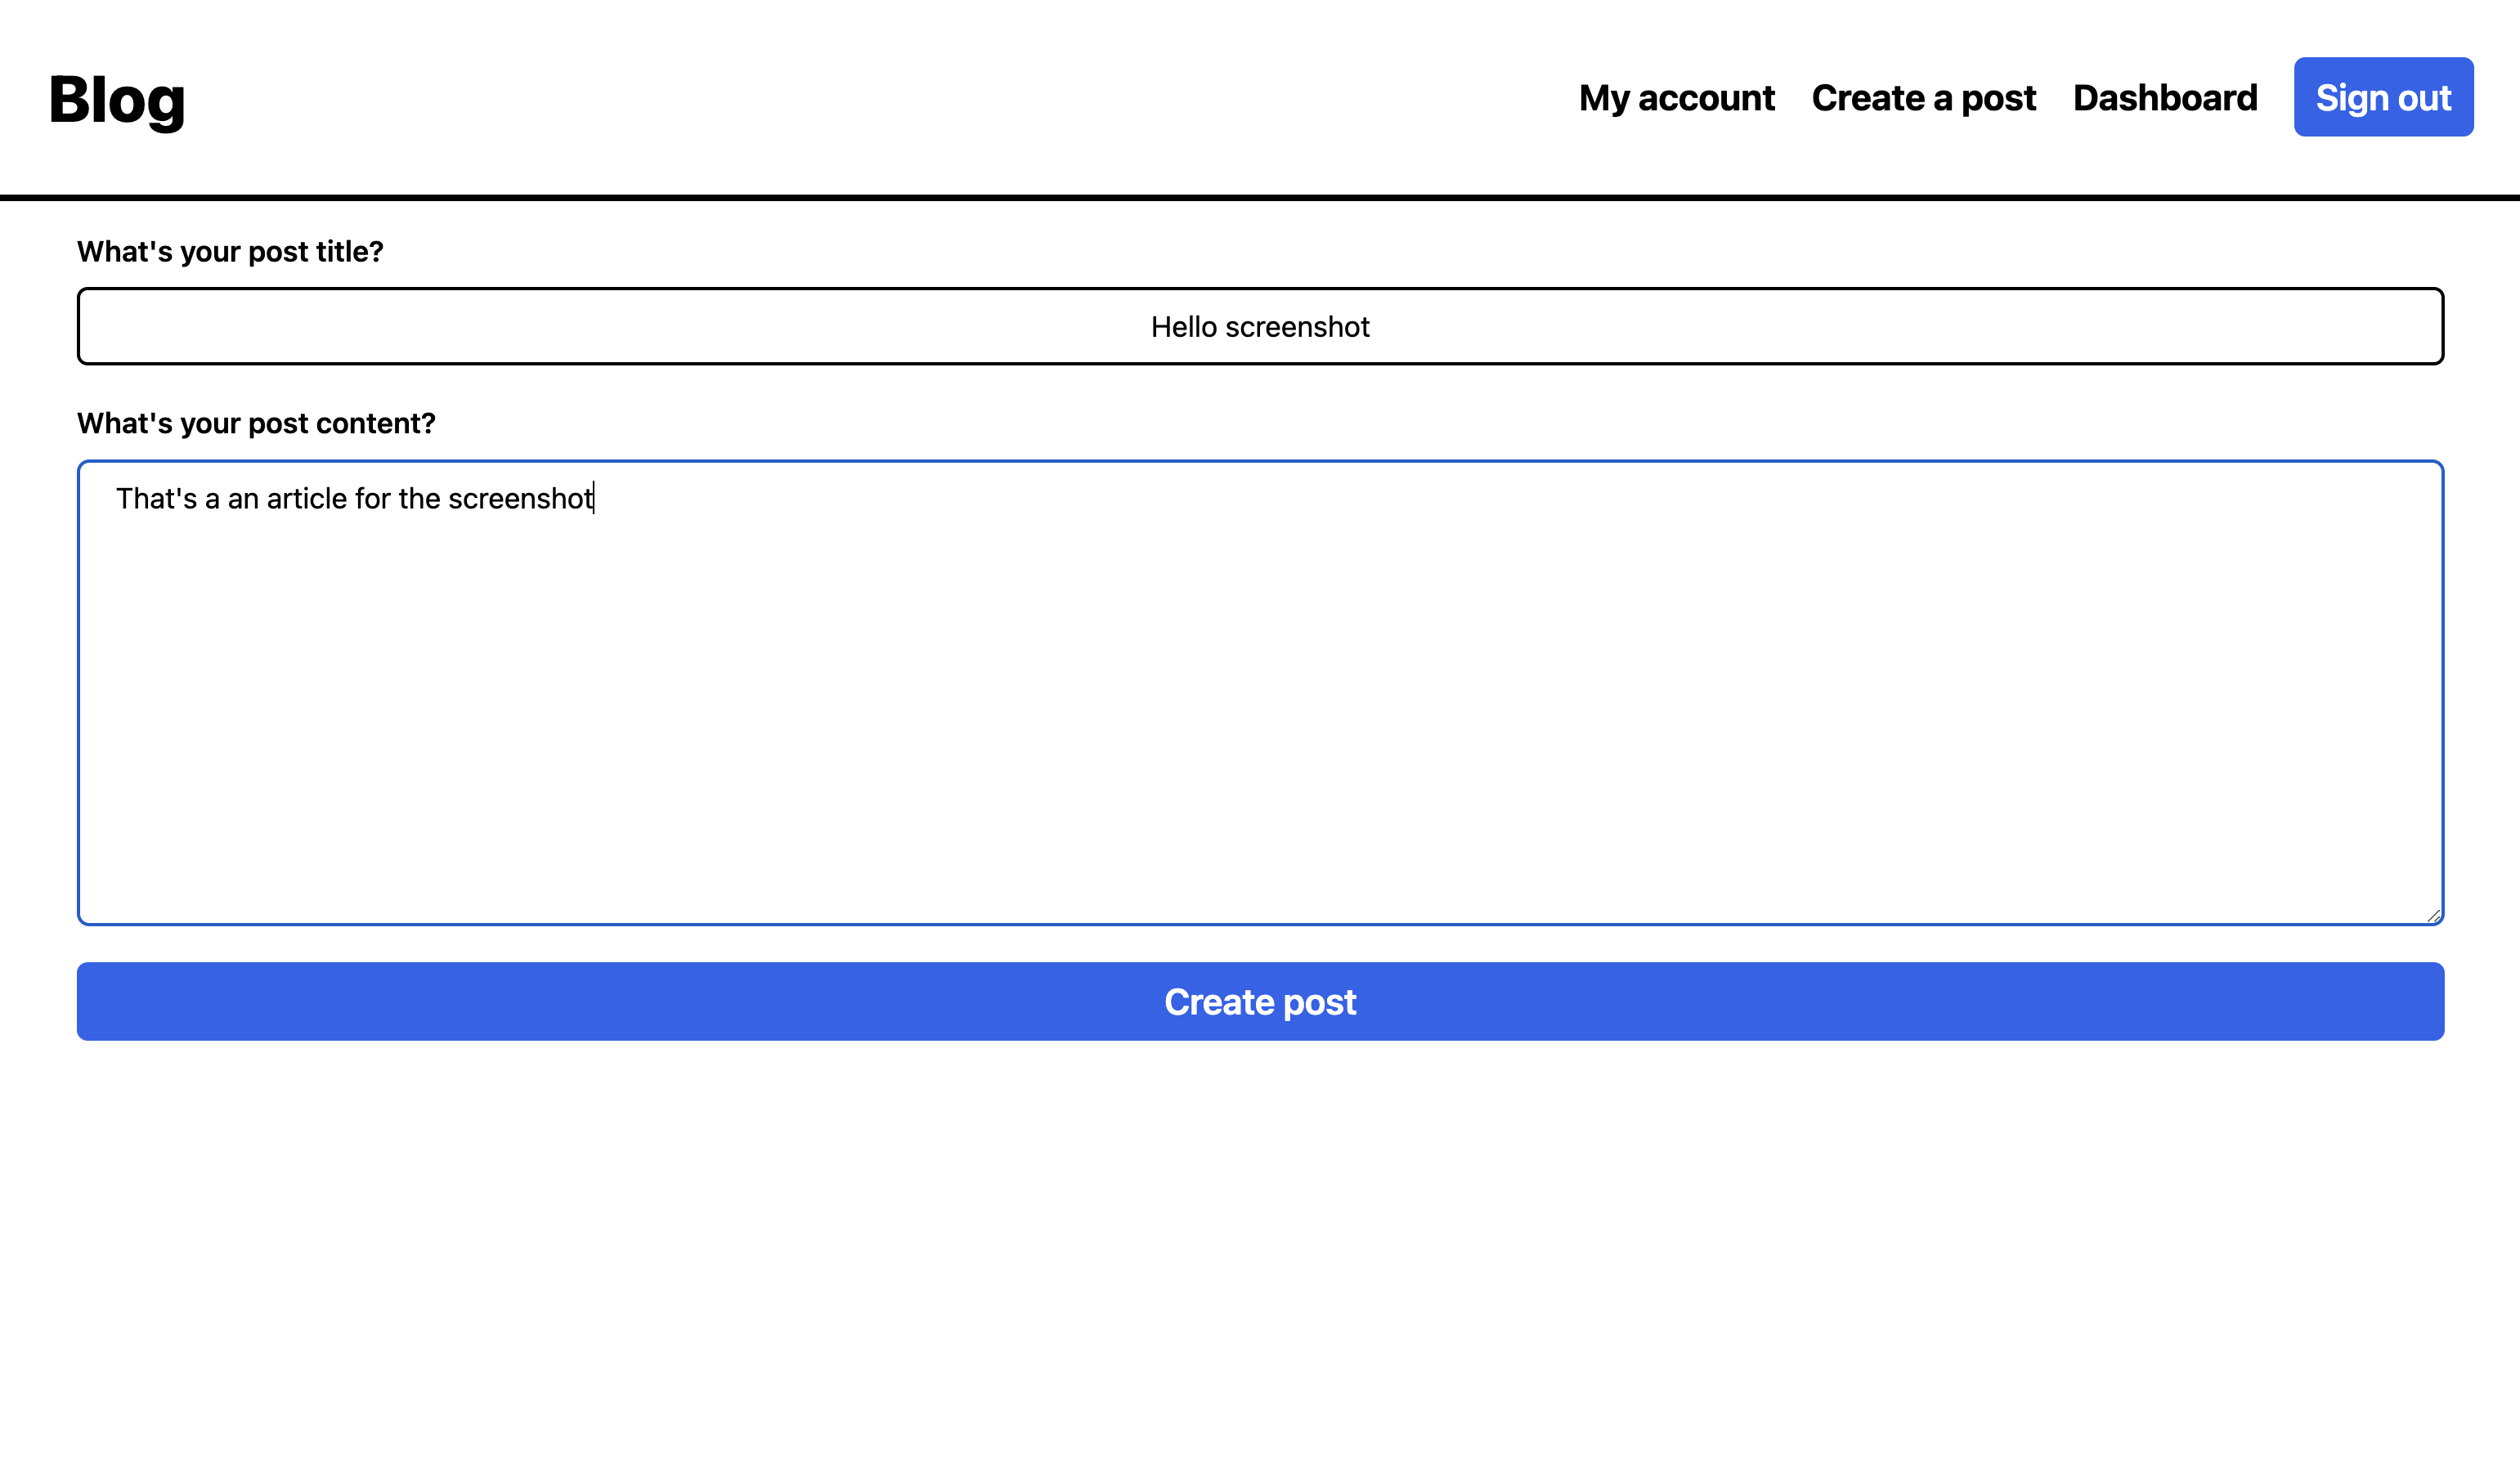 Blog
My account
Create a post
Dashboard
Sign out
What's your post title?
Hello screenshot
What's your post content?
That's a an article for the screenshot
Create post